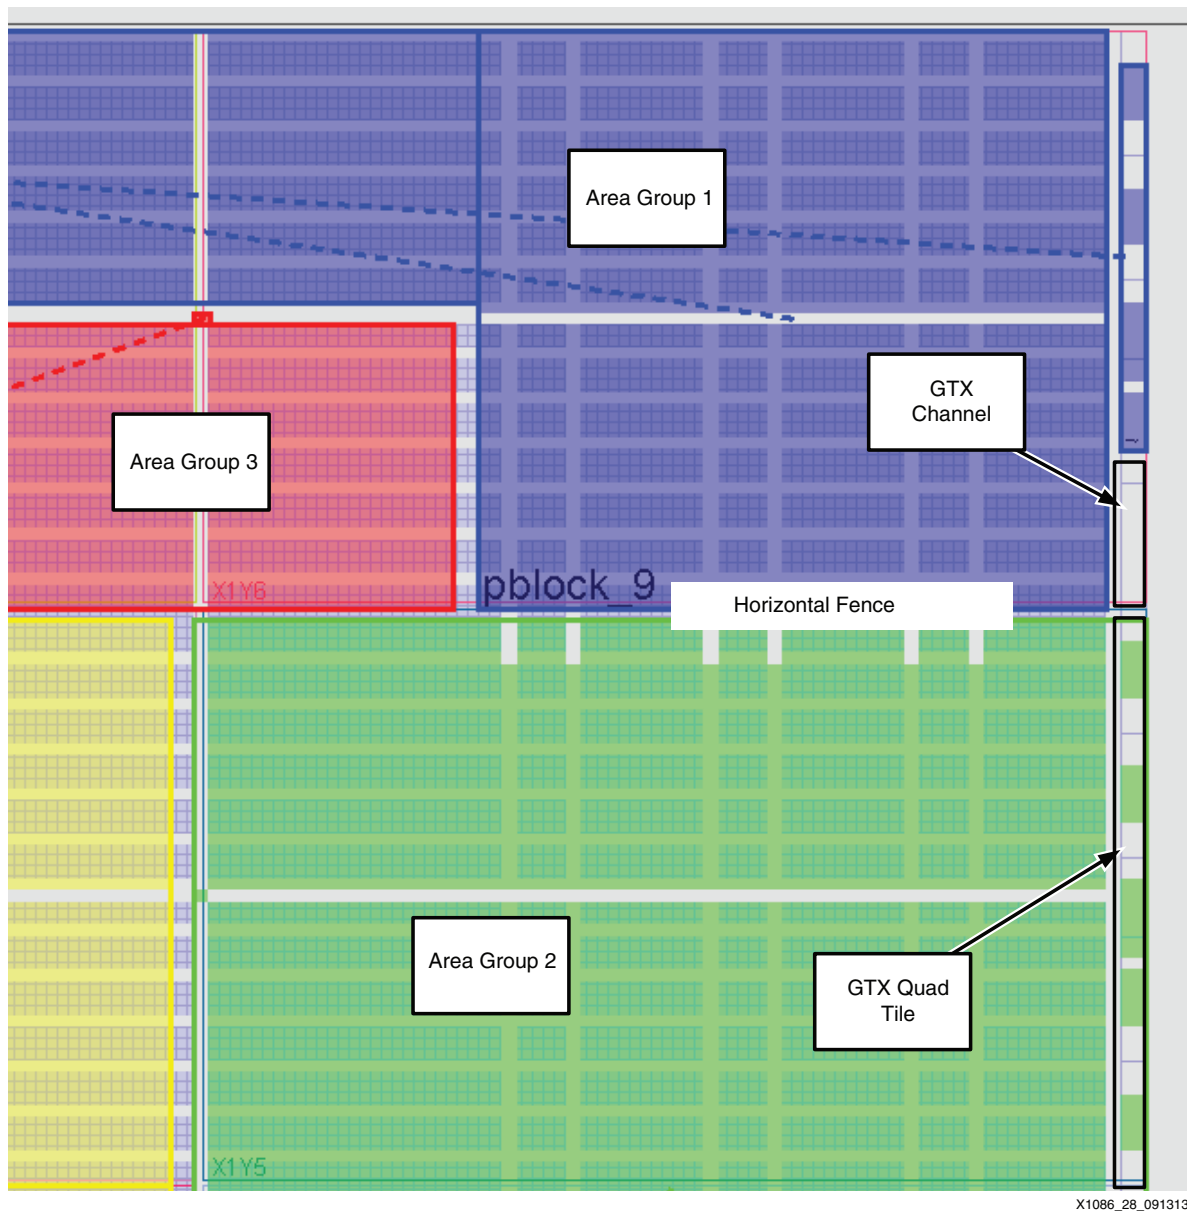 Area Group 1
GTX
Channel
Area Group 3
X1Y6
pblock_9
Horizontal Fence
Area Group 2
GTX Quad
Tile
X1Y5
X1086_28_091313